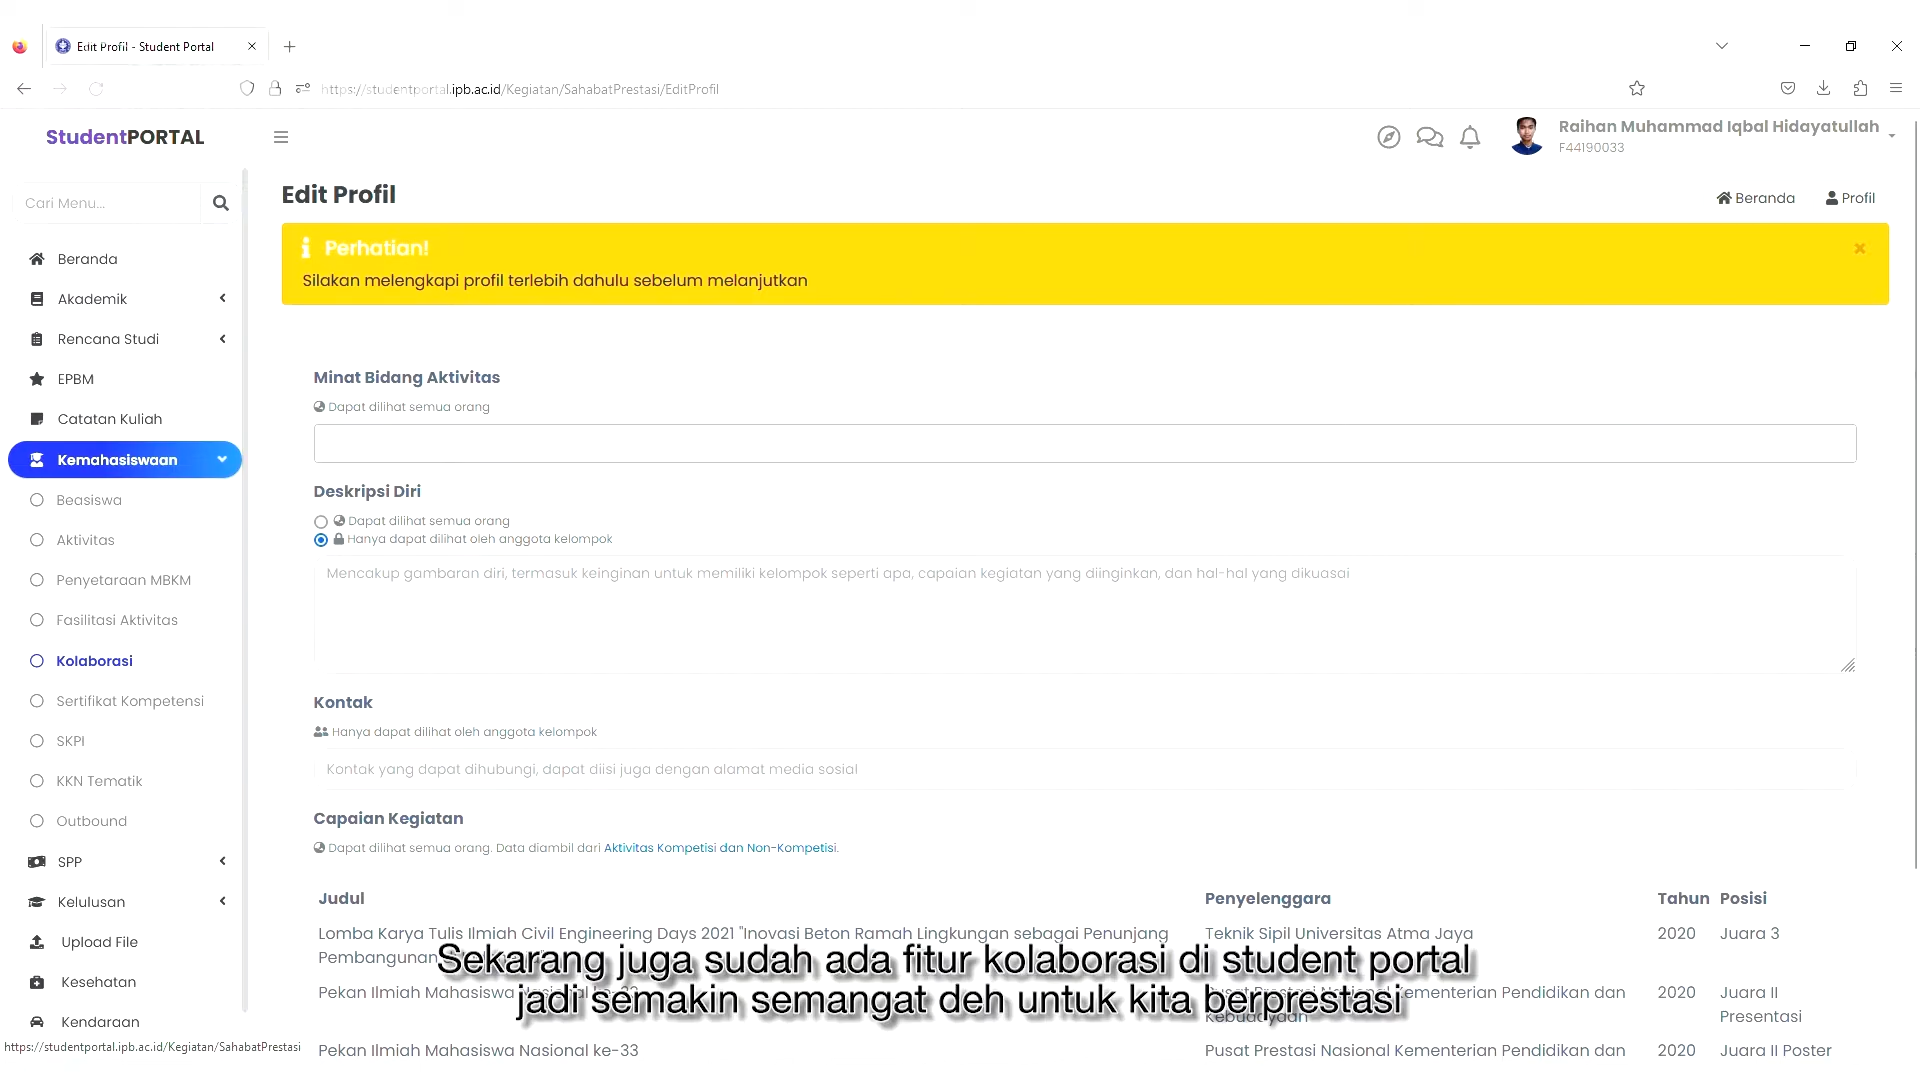 Edit Profil - Student Portal
https://studentportal.ipb.ac.id/Kegiatan/SahabatPrestasi/EditProfil
StudentPORTAL
Raihan Muhammad Iqbal Hidayatullah
F44190033
Cari Menu...
Edit Profil
Beranda
Profil
Perhatian!
Silakan melengkapi profil terlebih dahulu sebelum melanjutkan
Beranda
Akademik
Rencana Studi
EPBM
Catatan Kuliah
Kemahasiswaan
Beasiswa
Aktivitas
Penyetaraan MBKM
Fasilitasi Aktivitas
Kolaborasi
Sertifikat Kompetensi
SKPI
KKN Tematik
Outbound
SPP
Kelulusan
Upload File
Kesehatan
Kendaraan
https://studentportal.ipb.ac.id/Kegiatan/SahabatPrestasi
Minat Bidang Aktivitas
Dapat dilihat semua orang
Deskripsi Diri
Dapat dilihat semua orang
Hanya dapat dilihat oleh anggota kelompok
Mencakup gambaran diri, termasuk keinginan untuk memiliki kelompok seperti apa, capaian kegiatan yang diinginkan, dan hal-hal yang dikuasai
Kontak
Hanya dapat dilihat oleh anggota kelompok
Kontak yang dapat dihubungi, dapat diisi juga dengan alamat media sosial
Capaian Kegiatan
Dapat dilihat semua orang. Data diambil dari Aktivitas Kompetisi dan Non-Kompetisi.
Judul Penyelenggara Tahun Posisi
Lomba Karya Tulis Ilmiah Civil Engineering Days 2021 "Inovasi Beton Ramah Lingkungan sebagai Penunjang Teknik Sipil Universitas Atma Jaya 2020 Juara 3
Pembangunan
Pekan Ilmiah Mahasiswa Nasional ke-33 Pusat Prestasi Nasional Kementerian Pendidikan dan 2020 Juara II
Kebudayaan Presentasi
Pekan Ilmiah Mahasiswa Nasional ke-33 Pusat Prestasi Nasional Kementerian Pendidikan dan 2020 Juara II Poster
Sekarang juga sudah ada fitur kolaborasi di student portal
jadi semakin semangat deh untuk kita berprestasi